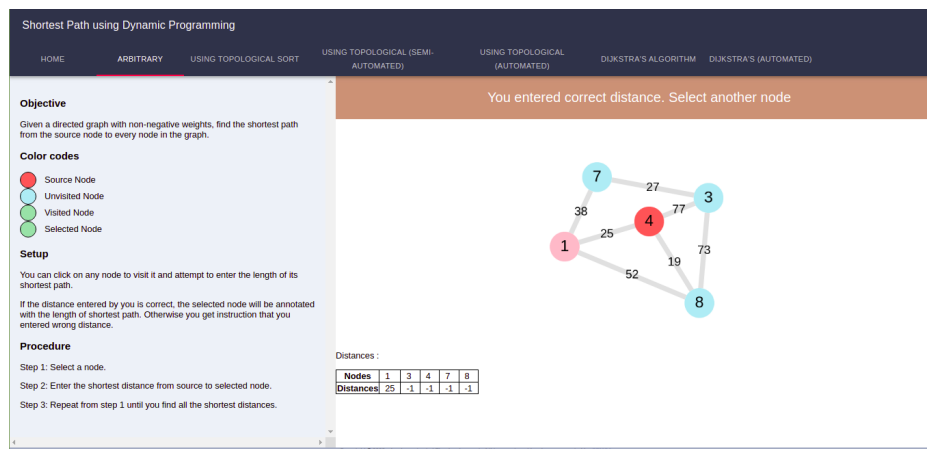 Shortest Path using Dynamic Programming
HOME
ARBITRARY
USING TOPOLOGICAL SORT
USING TOPOLOGICAL (SEMI-
AUTOMATED)
USING TOPOLOGICAL
(AUTOMATED)
DIJKSTRA'S ALGORITHM
DIJKSTRA'S (AUTOMATED)
Objective
Given a directed graph with non-negative weights, find the shortest path
from the source node to every node in the graph.
Color codes
Source Node
Unvisited Node
Visited Node
Selected Node
Setup
You can click on any node to visit it and attempt to enter the length of its
shortest path.
If the distance entered by you is correct, the selected node will be annotated
with the length of shortest path. Otherwise you get instruction that you
entered wrong distance.
Procedure
Step 1: Select a node.
Step 2: Enter the shortest distance from source to selected node.
Step 3: Repeat from step 1 until you find all the shortest distances.
You entered correct distance. Select another node
7
27
3
38
4
77
25
1
73
19
52
8
Distances :
Nodes 1 3 4 7 8
Distances 25 -1 -1 -1 -1